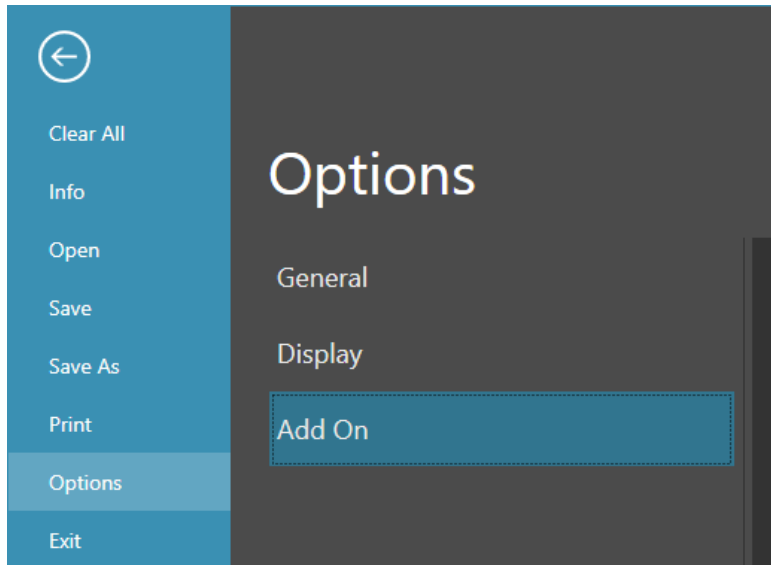 Clear All
Info
Open
Save
Save As
Print
Options
Exit
Options
General
Display
Add On